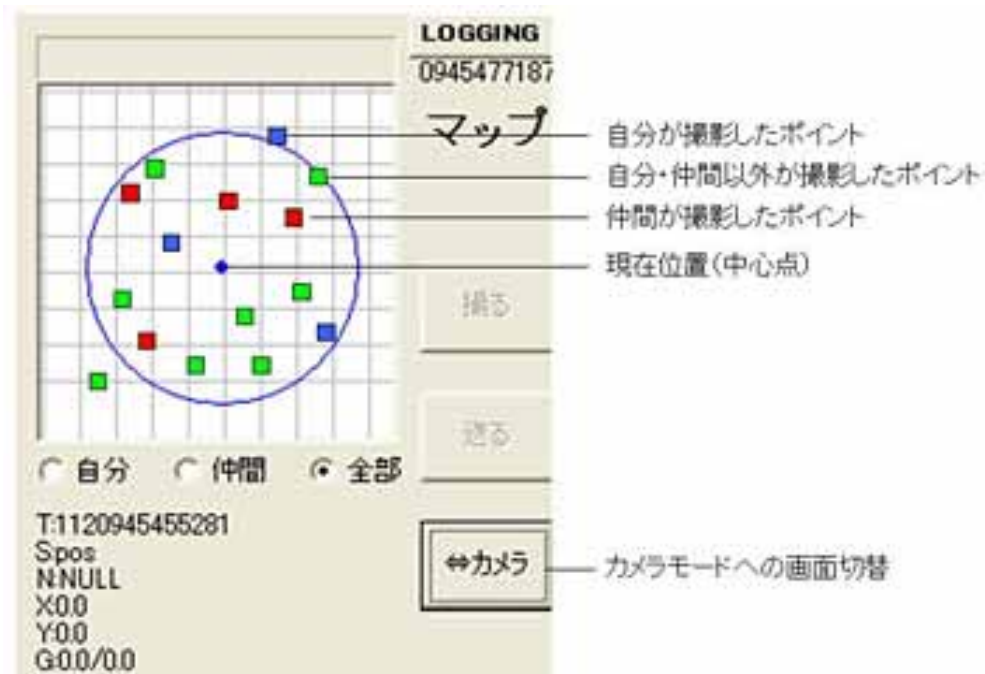 LOGGING
0945477187
マップ
自分が撮影したポイント
自分・仲間以外が撮影したポイント
仲間が撮影したポイント
現在位置(中心点)
撮る
送る
自分 仲間 全部
T:1120945455281
S:pos
N:NULL
X:0.0
Y:0.0
G:0.0/0.0
⇔カメラ
カメラモードへの画面切替